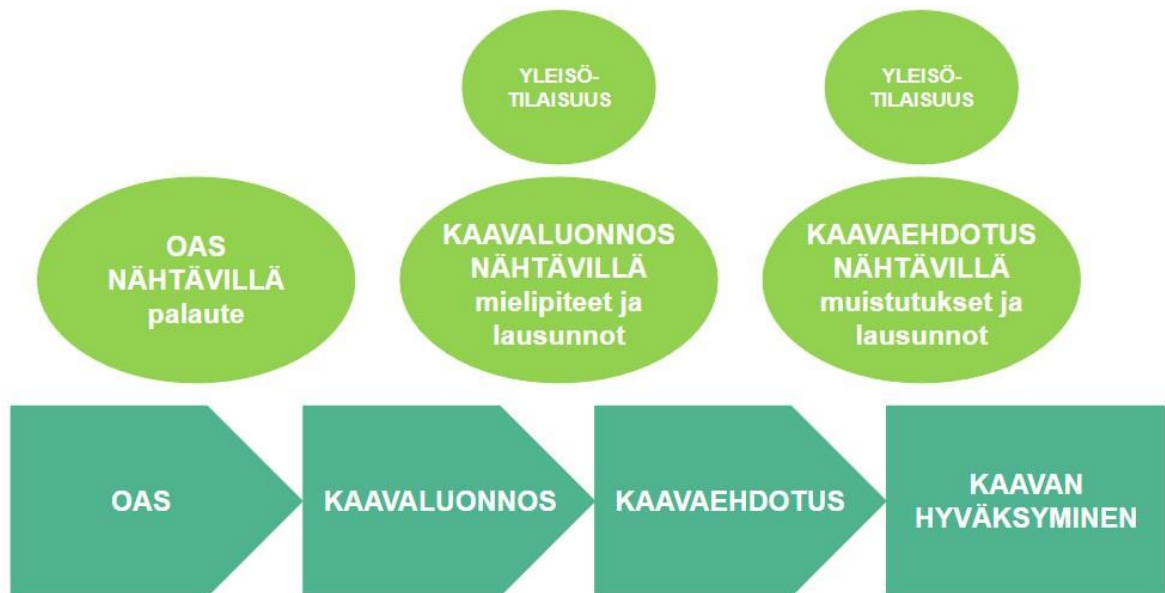 YLEISÖ-
TILAISUUS
YLEISÖ-
TILAISUUS
OAS
NÄHTÄVILLÄ
palaute
KAAVALUONNOS
NÄHTÄVILLÄ
mielipiteet ja
lausunnot
KAAVAEHDOTUS
NÄHTÄVILLÄ
muistutukset ja
lausunnot
OAS
KAAVALUONNOS
KAAVAEHDOTUS
KAAVAN
HYVÄKSYMINEN